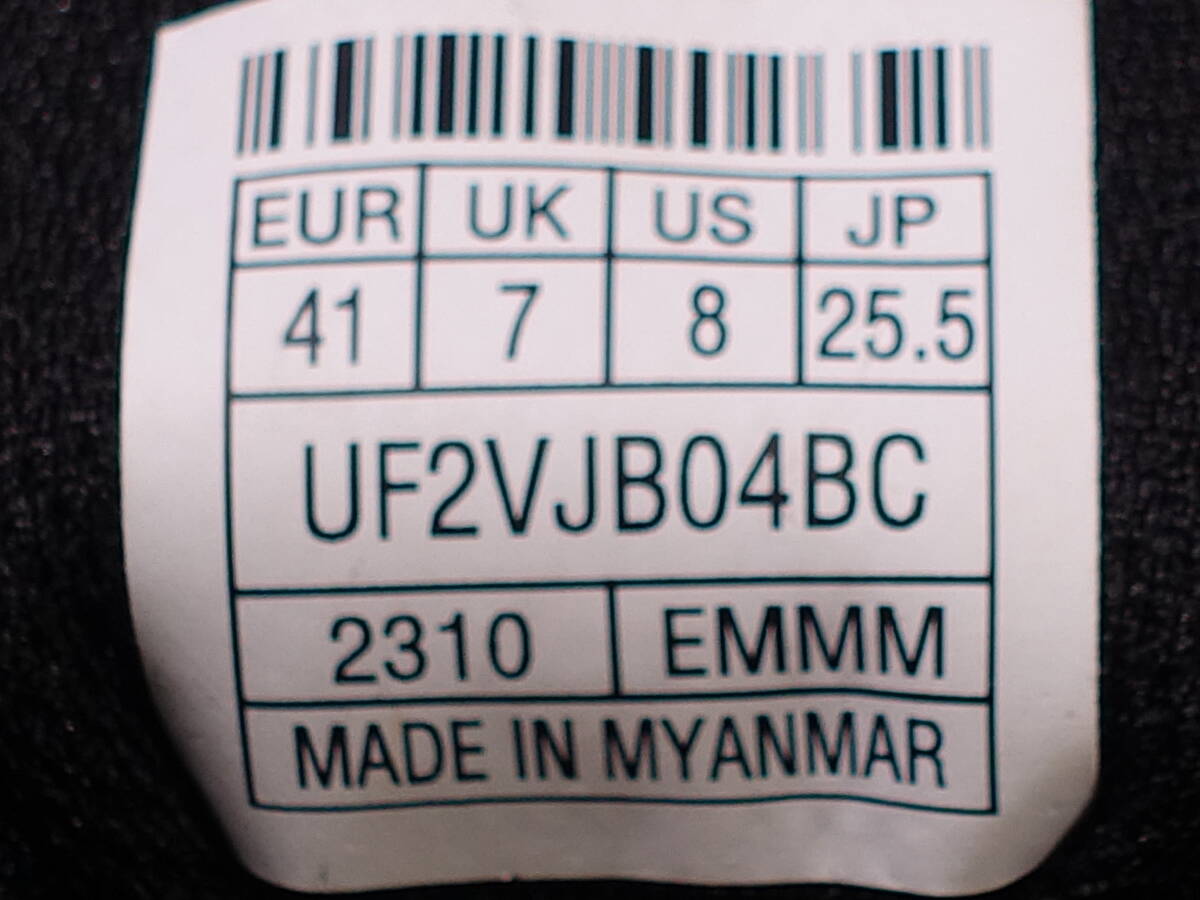 EUR UK US JP
41 7 8 25.5
UF2VJB04BC
2310 EMMM
MADE IN MYANMAR